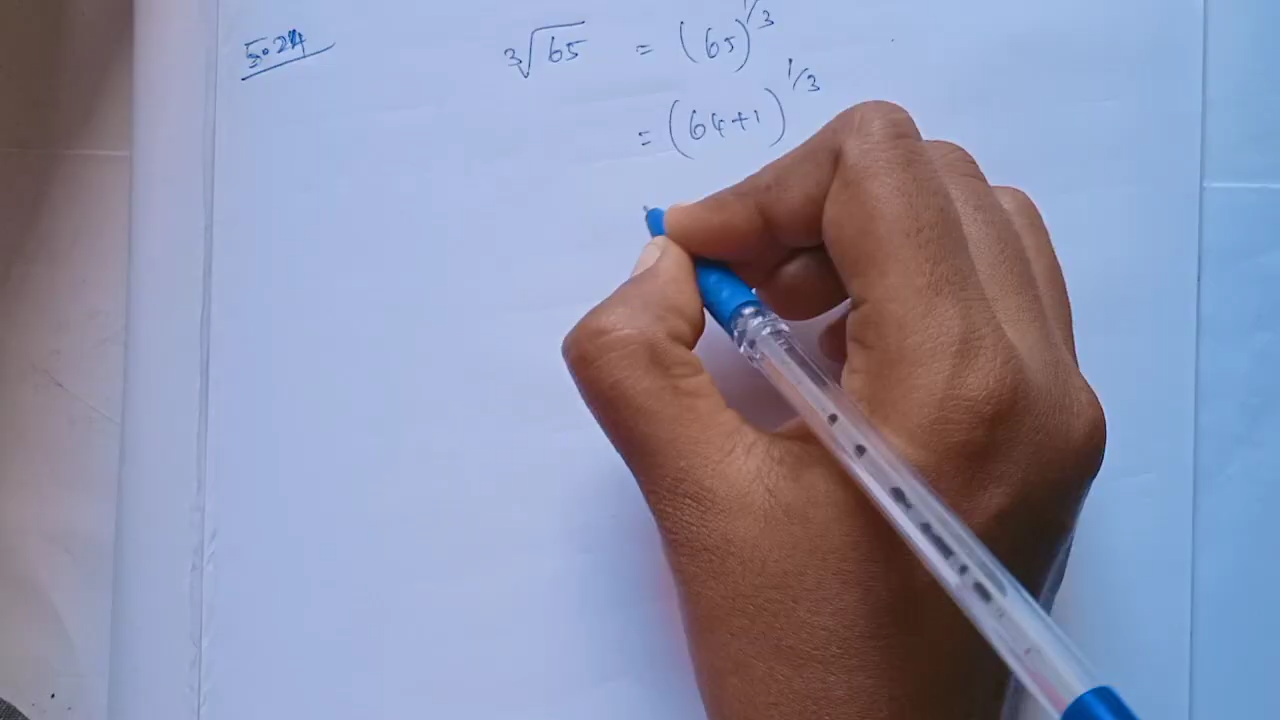 5.24
∛65 = (65)^1/3
= (64+1)^1/3